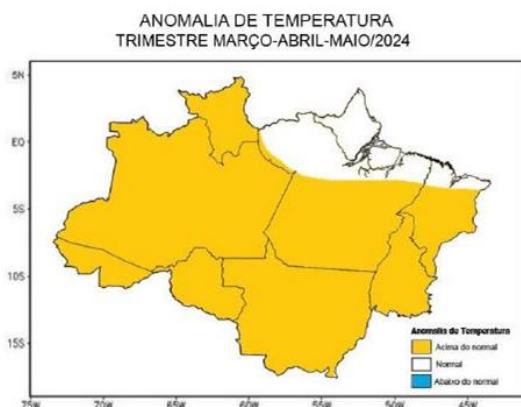 ANOMALIA DE TEMPERATURA
TRIMESTRE MARÇO-ABRIL-MAIO/2024
5N
EQ
5S
10S
15S
75W
70W
65W
60W
55W
50W
45W
Anomalia de Temperatura
Acima do normal
Normal
Abaixo do normal